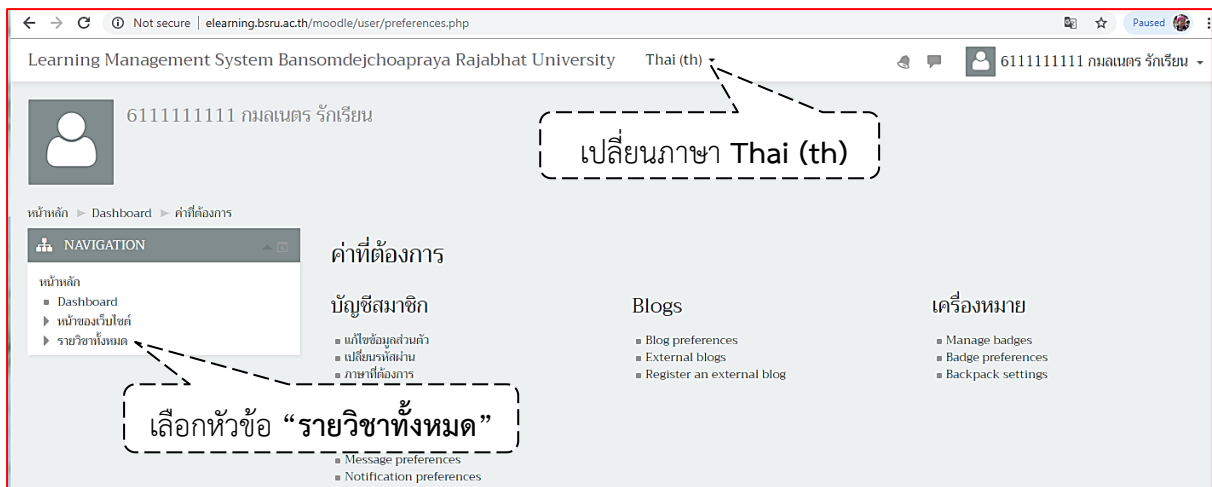 Not secure | elearning.bsru.ac.th/moodle/user/preferences.php Paused
Learning Management System Bansomdejchoapraya Rajabhat University Thai (th) 6111111111 กมลเนตร รักเรียน
6111111111 กมลเนตร รักเรียน
เปลี่ยนภาษา Thai (th)
หน้าหลัก Dashboard ค่าที่ต้องการ
NAVIGATION
หน้าหลัก
Dashboard
หน้าของเว็บไซต์
รายวิชาทั้งหมด
เลือกหัวข้อ “รายวิชาทั้งหมด”
ค่าที่ต้องการ
บัญชีสมาชิก
แก้ไขข้อมูลส่วนตัว
เปลี่ยนรหัสผ่าน
ภาษาที่ต้องการ
Message preferences
Notification preferences
Blogs
Blog preferences
External blogs
Register an external blog
เครื่องหมาย
Manage badges
Badge preferences
Backpack settings